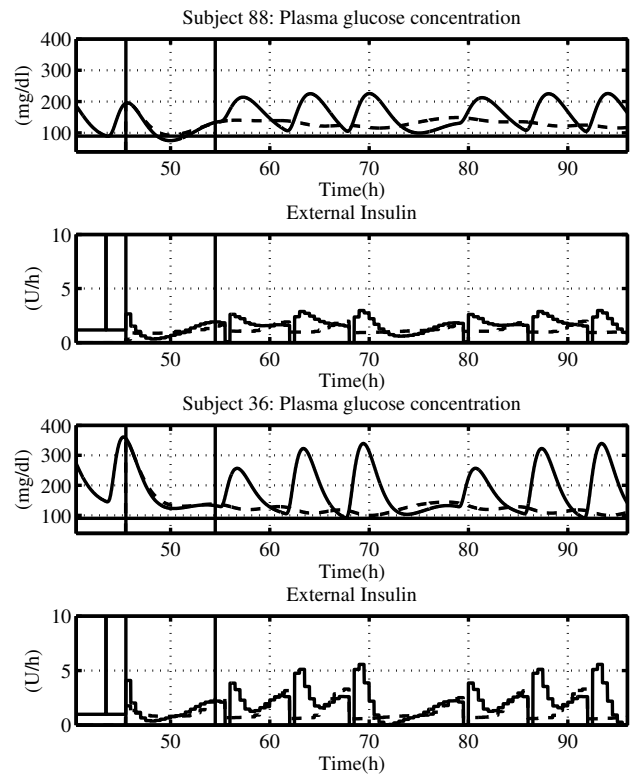 Subject 88: Plasma glucose concentration
(mg/dl)
400
300
200
100
50 60 70 80 90
Time(h)
External Insulin
(U/h)
10
5
0
50 60 70 80 90
Time(h)
Subject 36: Plasma glucose concentration
(mg/dl)
400
300
200
100
50 60 70 80 90
Time(h)
External Insulin
(U/h)
10
5
0
50 60 70 80 90
Time(h)